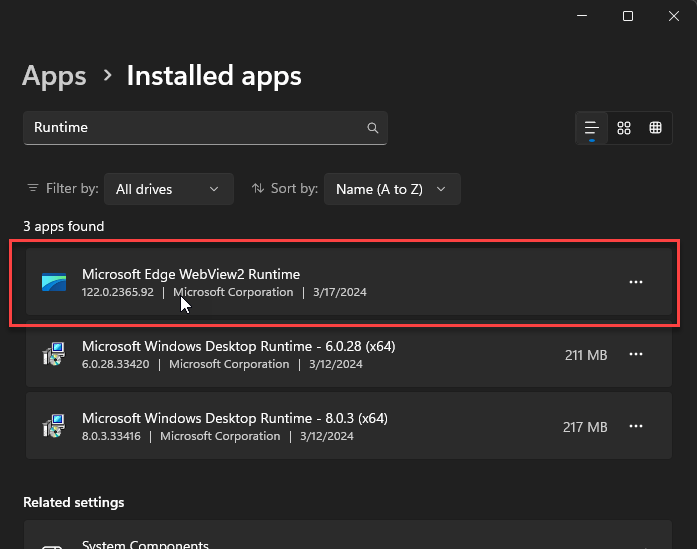 Apps > Installed apps
Runtime
Filter by: All drives Sort by: Name (A to Z)
3 apps found
Microsoft Edge WebView2 Runtime
122.0.2365.92 | Microsoft Corporation | 3/17/2024
Microsoft Windows Desktop Runtime - 6.0.28 (x64)
6.0.28.33420 | Microsoft Corporation | 3/12/2024
211 MB
Microsoft Windows Desktop Runtime - 8.0.3 (x64)
8.0.3.33416 | Microsoft Corporation | 3/12/2024
217 MB
Related settings
System Components